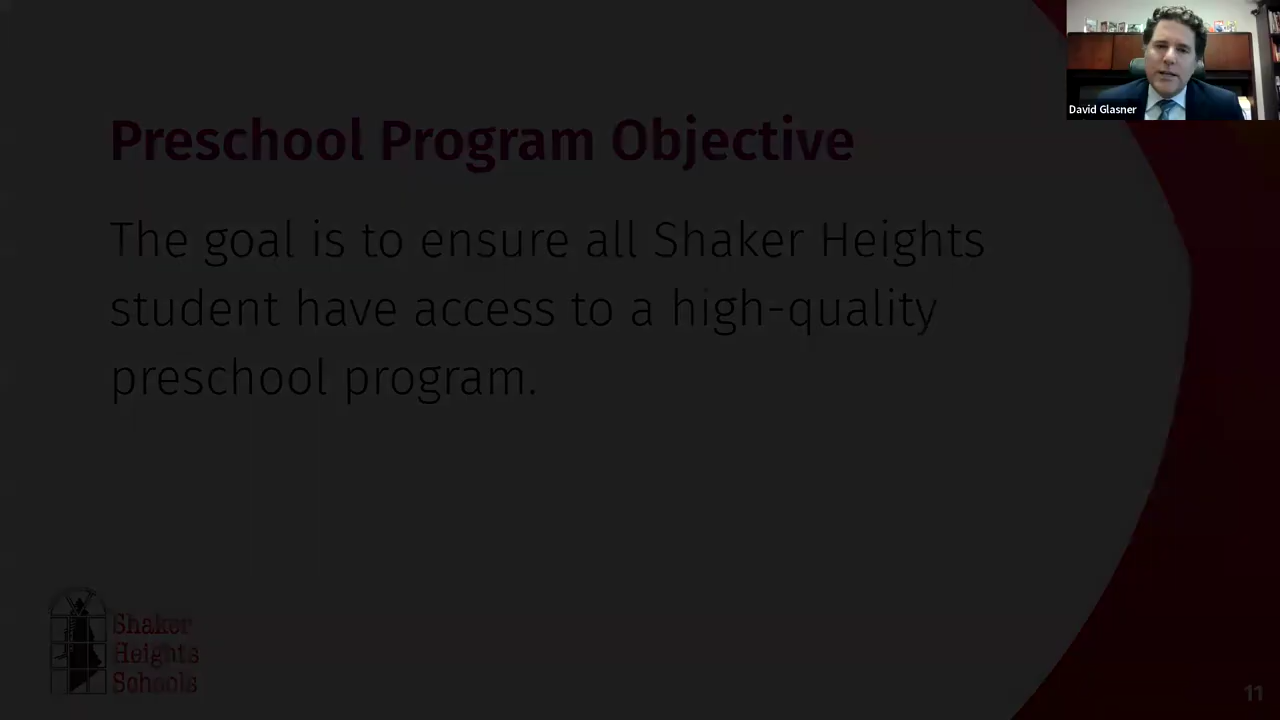 David Glasner
Preschool Program Objective
The goal is to ensure all Shaker Heights
student have access to a high-quality
preschool program.
Shaker
Heights
Schools
11